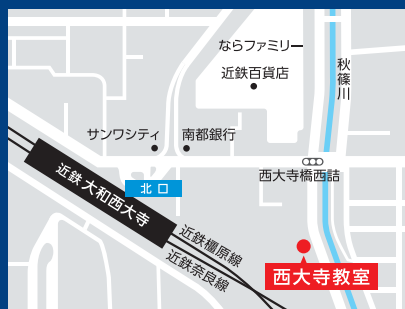 ならファミリー
近鉄百貨店
秋篠川
サンワシティ
南都銀行
西大寺橋西詰
近鉄 大和西大寺
北口
近鉄橿原線
近鉄奈良線
西大寺教室